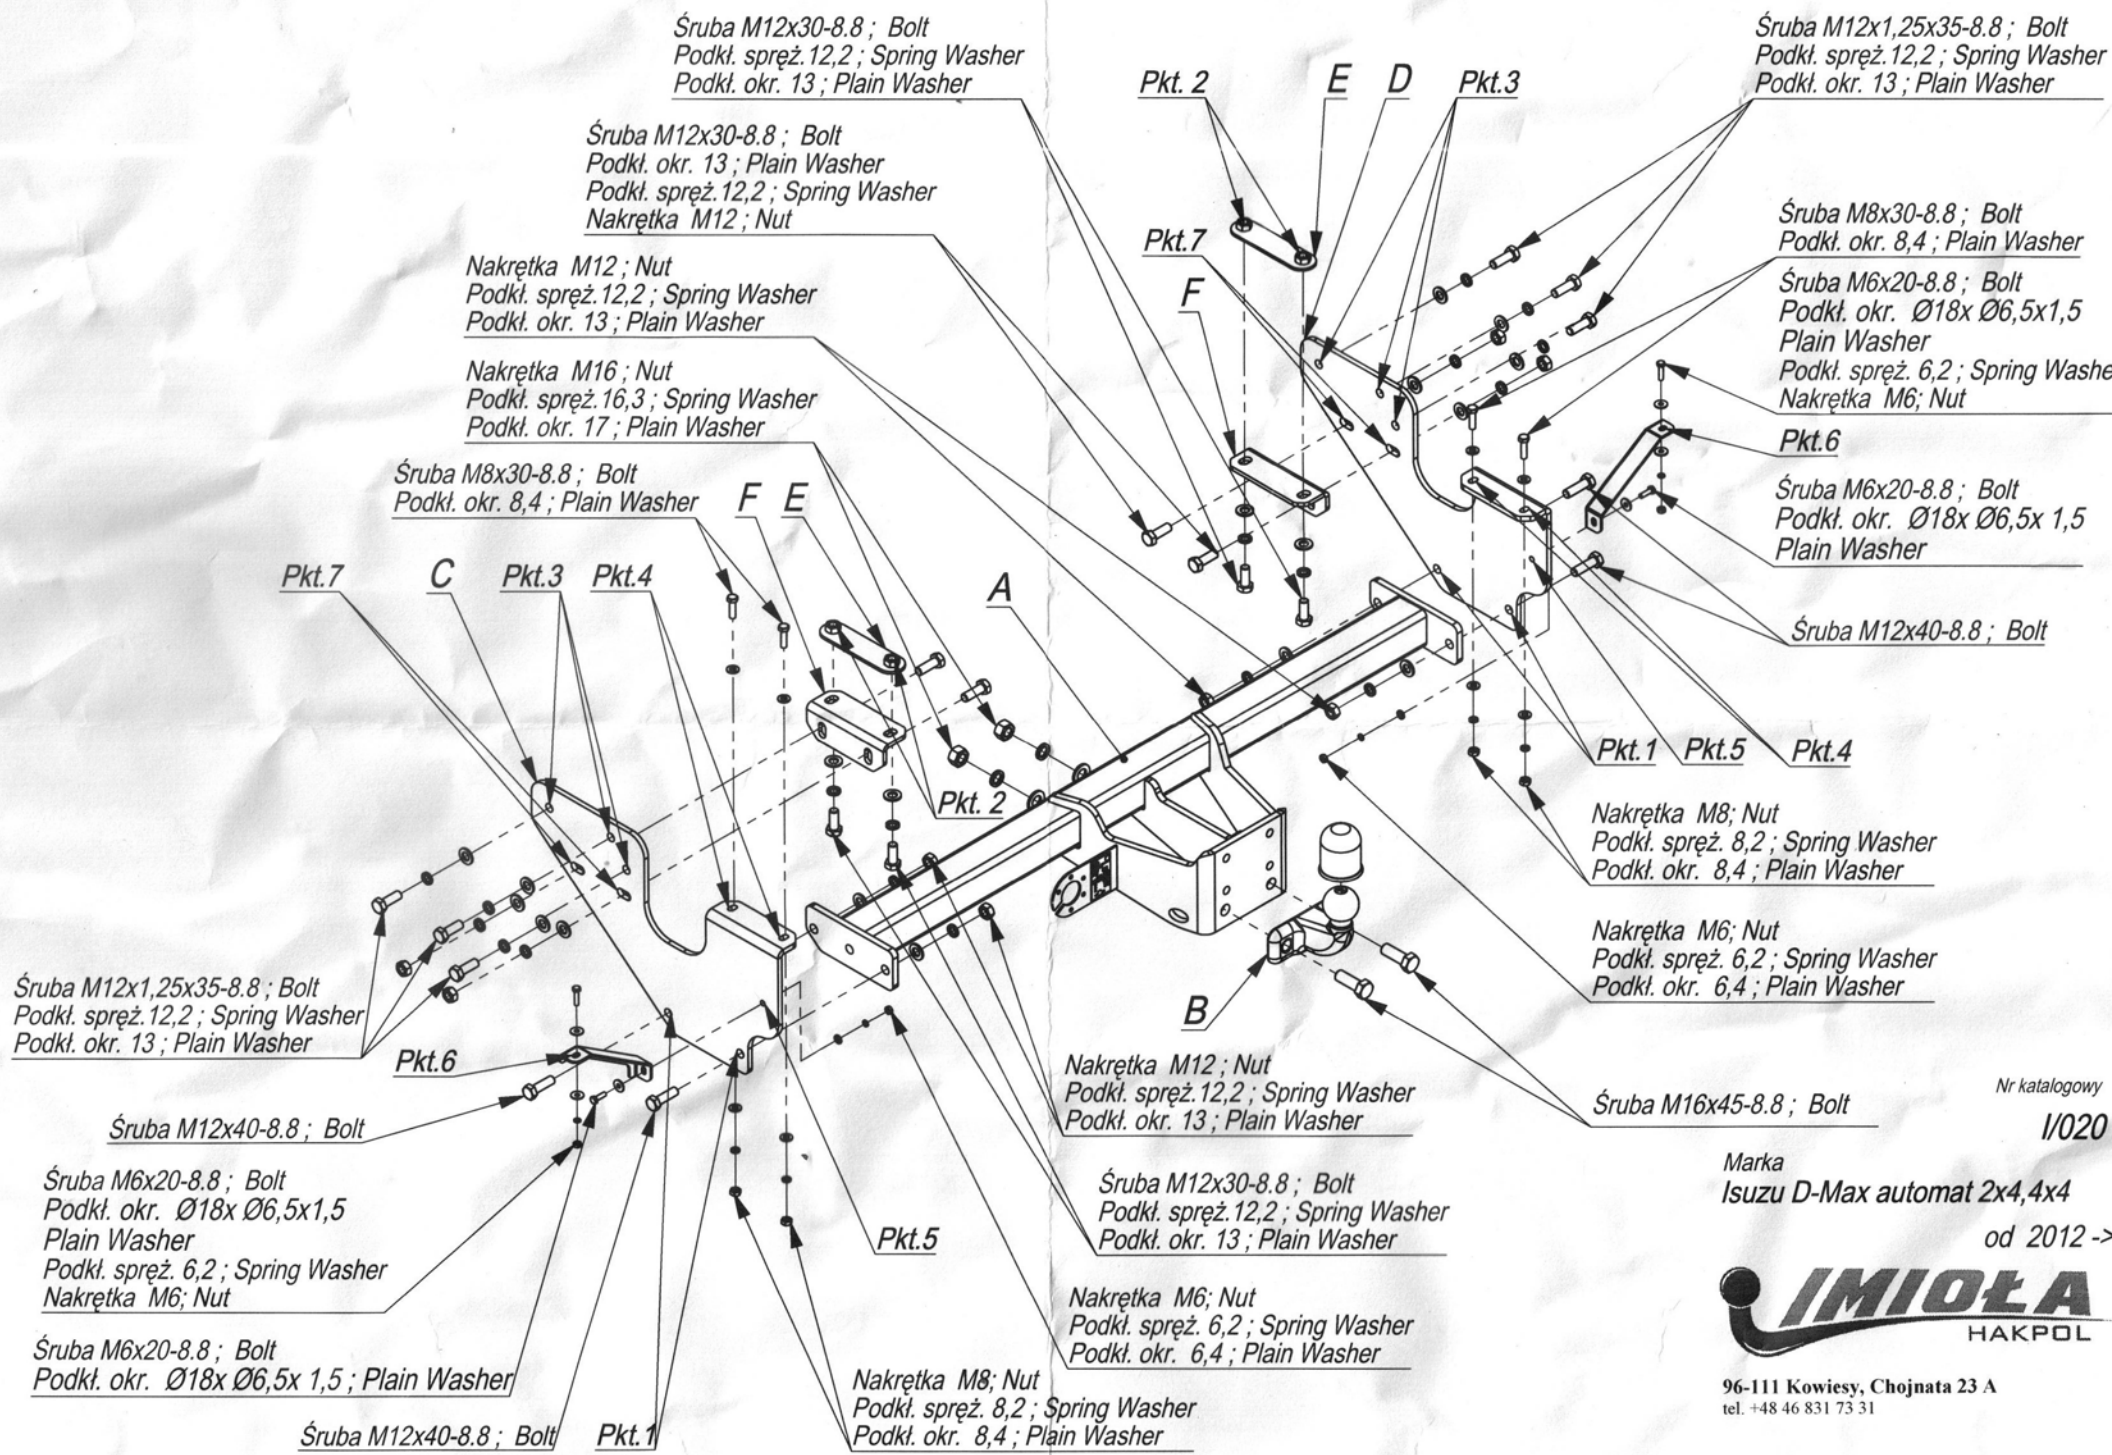 Śruba M12x30-8.8 ; Bolt
Podkł. spręż.12,2 ; Spring Washer
Podkł. okr. 13 ; Plain Washer
Śruba M12x30-8.8 ; Bolt
Podkł. okr. 13 ; Plain Washer
Podkł. spręż.12,2 ; Spring Washer
Nakrętka M12 ; Nut
Nakrętka M12 ; Nut
Podkł. spręż.12,2 ; Spring Washer
Podkł. okr. 13 ; Plain Washer
Nakrętka M16 ; Nut
Podkł. spręż.16,3 ; Spring Washer
Podkł. okr. 17 ; Plain Washer
Śruba M8x30-8.8 ; Bolt
Podkł. okr. 8,4 ; Plain Washer
F
E
Pkt.7
C
Pkt.3
Pkt.4
A
Pkt. 2
E
D
Pkt.3
Pkt.7
F
Śruba M12x1,25x35-8.8 ; Bolt
Podkł. spręż.12,2 ; Spring Washer
Podkł. okr. 13 ; Plain Washer
Śruba M8x30-8.8 ; Bolt
Podkł. okr. 8,4 ; Plain Washer
Śruba M6x20-8.8 ; Bolt
Podkł. okr. Ø18x Ø6,5x1,5
Plain Washer
Podkł. spręż. 6,2 ; Spring Washe
Nakrętka M6; Nut
Pkt.6
Śruba M6x20-8.8 ; Bolt
Podkł. okr. Ø18x Ø6,5x 1,5
Plain Washer
Śruba M12x40-8.8 ; Bolt
Pkt.1
Pkt.5
Pkt.4
Pkt. 2
Nakrętka M8; Nut
Podkł. spręż. 8,2 ; Spring Washer
Podkł. okr. 8,4 ; Plain Washer
Nakrętka M6; Nut
Podkł. spręż. 6,2 ; Spring Washer
Podkł. okr. 6,4 ; Plain Washer
B
Śruba M12x1,25x35-8.8 ; Bolt
Podkł. spręż.12,2 ; Spring Washer
Podkł. okr. 13 ; Plain Washer
Pkt.6
Śruba M12x40-8.8 ; Bolt
Śruba M6x20-8.8 ; Bolt
Podkł. okr. Ø18x Ø6,5x1,5
Plain Washer
Podkł. spręż. 6,2 ; Spring Washer
Nakrętka M6; Nut
Śruba M6x20-8.8 ; Bolt
Podkł. okr. Ø18x Ø6,5x 1,5 ; Plain Washer
Śruba M12x40-8.8 ; Bolt
Pkt.1
Pkt.5
Nakrętka M12 ; Nut
Podkł. spręż.12,2 ; Spring Washer
Podkł. okr. 13 ; Plain Washer
Śruba M12x30-8.8 ; Bolt
Podkł. spręż.12,2 ; Spring Washer
Podkł. okr. 13 ; Plain Washer
Nakrętka M6; Nut
Podkł. spręż. 6,2 ; Spring Washer
Podkł. okr. 6,4 ; Plain Washer
Nakrętka M8; Nut
Podkł. spręż. 8,2 ; Spring Washer
Podkł. okr. 8,4 ; Plain Washer
Śruba M16x45-8.8 ; Bolt
Nr katalogowy
I/020
Marka
Isuzu D-Max automat 2x4,4x4
od 2012 ->
IMIOŁA
HAKPOL
96-111 Kowiesy, Chojnata 23 A
tel. +48 46 831 73 31